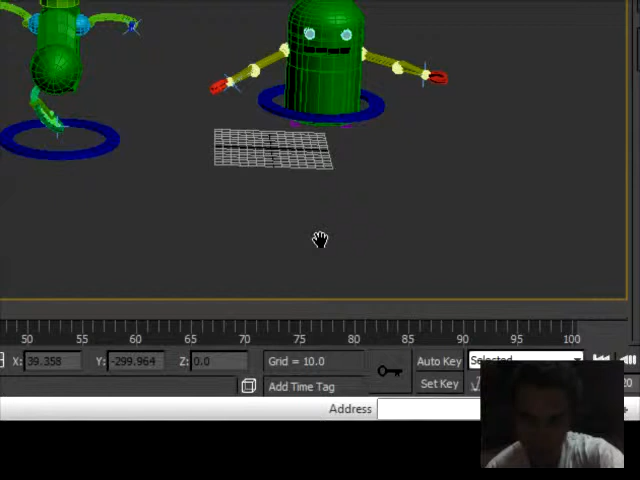 50 55 60 65 70 75 80 85 90 95 100
X: 39.358 Y: -299.964 Z: 0.0 Grid = 10.0 Auto Key Selected
Add Time Tag Set Key 20
Address